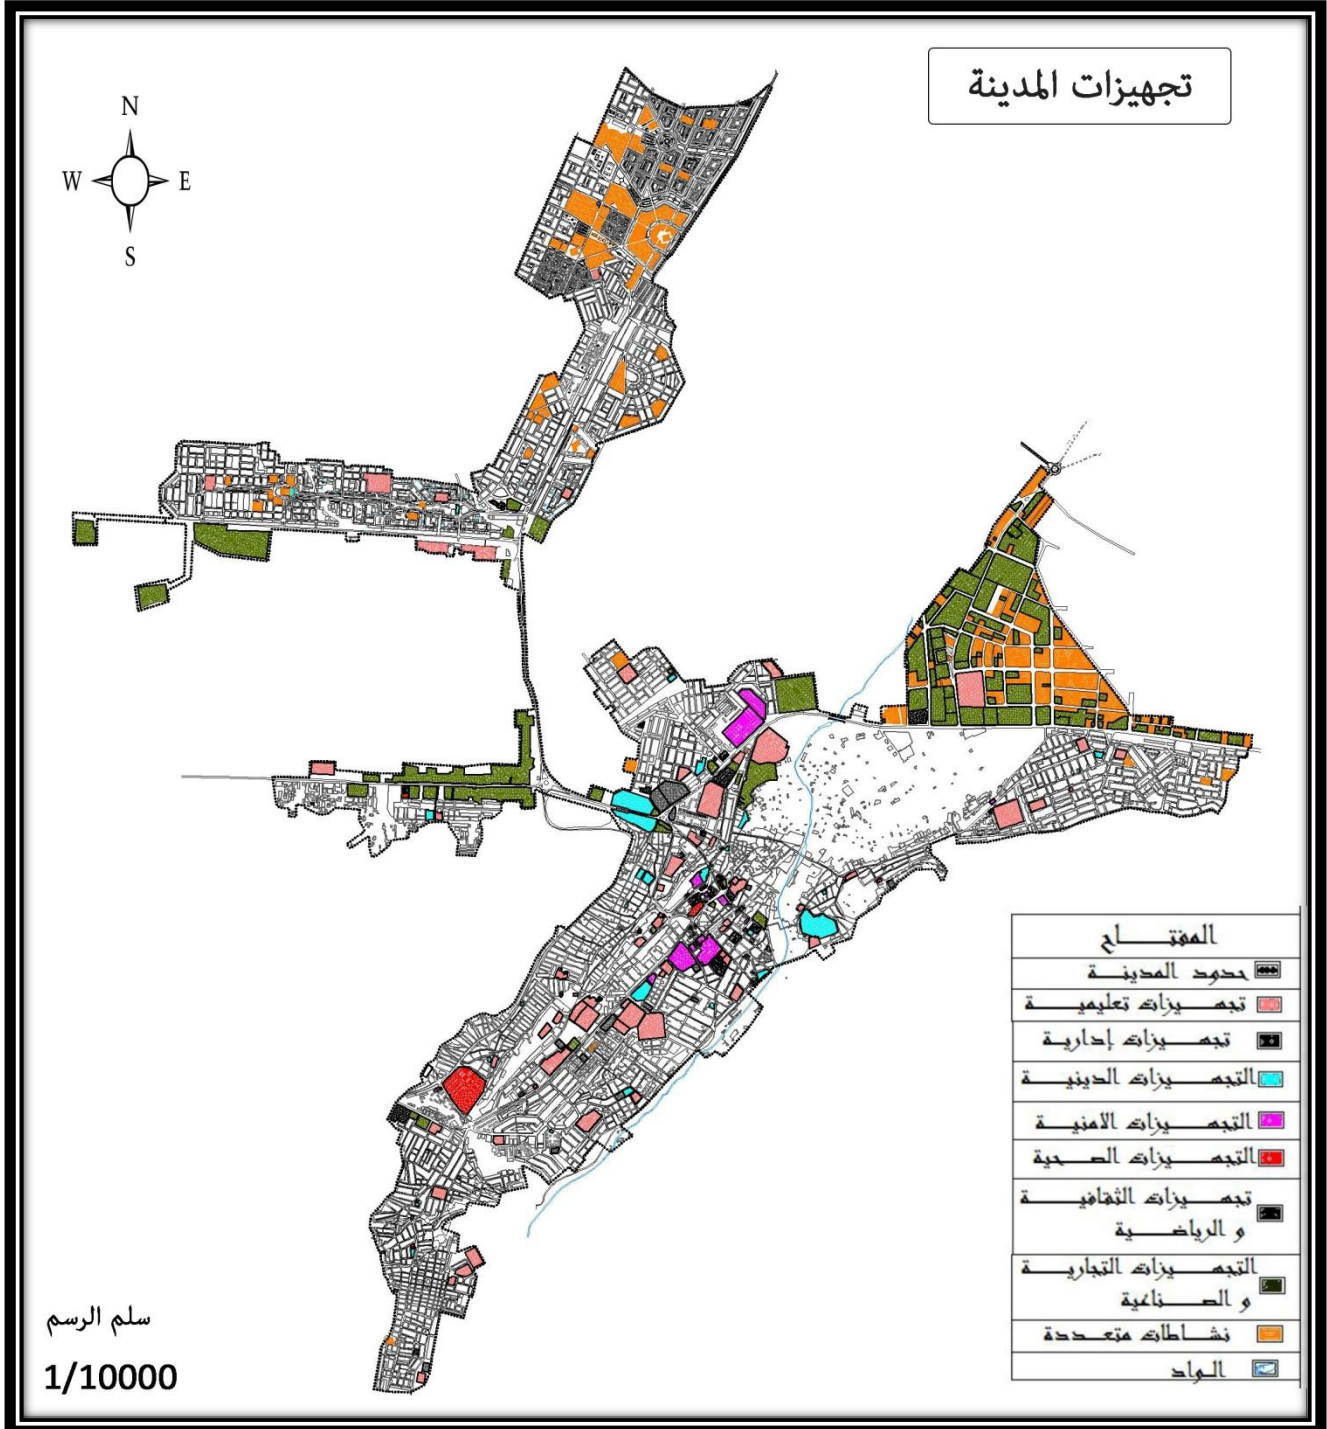 تجهيزات المدينة
N
W E
S
المفتاح
حدود المدينة
تجهيزات تعليمية
تجهيزات إدارية
التجهيزات الدينية
التجهيزات الامنية
التجهيزات الصحية
تجهيزات الثقافية
و الرياضية
التجهيزات التجارية
و الصناعية
نشاطات متعددة
الواد
سلم الرسم
1/10000